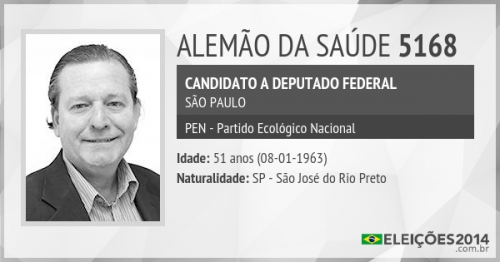 ALEMÃO DA SAÚDE 5168
CANDIDATO A DEPUTADO FEDERAL
SÃO PAULO
PEN - Partido Ecológico Nacional
Idade: 51 anos (08-01-1963)
Naturalidade: SP - São José do Rio Preto
ELEIÇÕES2014
.com.br